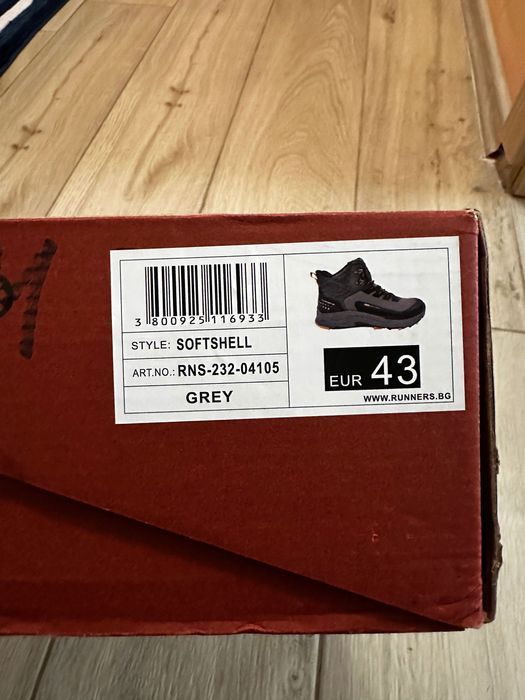 3 800925 116933
STYLE: SOFTSHELL
ART.NO.: RNS-232-04105
GREY
EUR 43
WWW.RUNNERS.BG